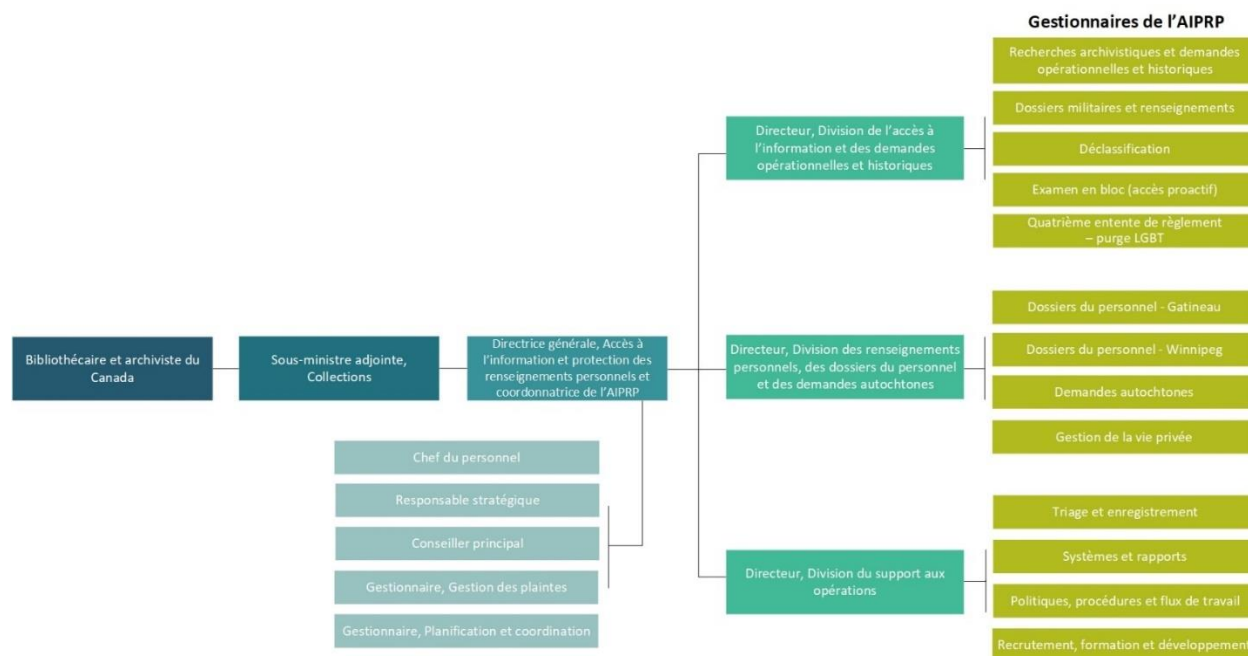 Gestionnaires de l’AIPRP
Recherches archivistiques et demandes
opérationnelles et historiques
Dossiers militaires et renseignements
Déclassification
Examen en bloc (accès proactif)
Quatrième entente de règlement
– purge LGBT
Directeur, Division de l’accès à
l’information et des demandes
opérationnelles et historiques
Bibliothécaire et archiviste du
Canada
Sous-ministre adjointe,
Collections
Directrice générale, Accès à
l’information et protection des
renseignements personnels et
coordonnatrice de l’AIPRP
Directeur, Division des renseignements
personnels, des dossiers du personnel
et des demandes autochtones
Dossiers du personnel - Gatineau
Dossiers du personnel - Winnipeg
Demandes autochtones
Gestion de la vie privée
Chef du personnel
Responsable stratégique
Conseiller principal
Gestionnaire, Gestion des plaintes
Gestionnaire, Planification et coordination
Directeur, Division du support aux
opérations
Triage et enregistrement
Systèmes et rapports
Politiques, procédures et flux de travail
Recrutement, formation et développement